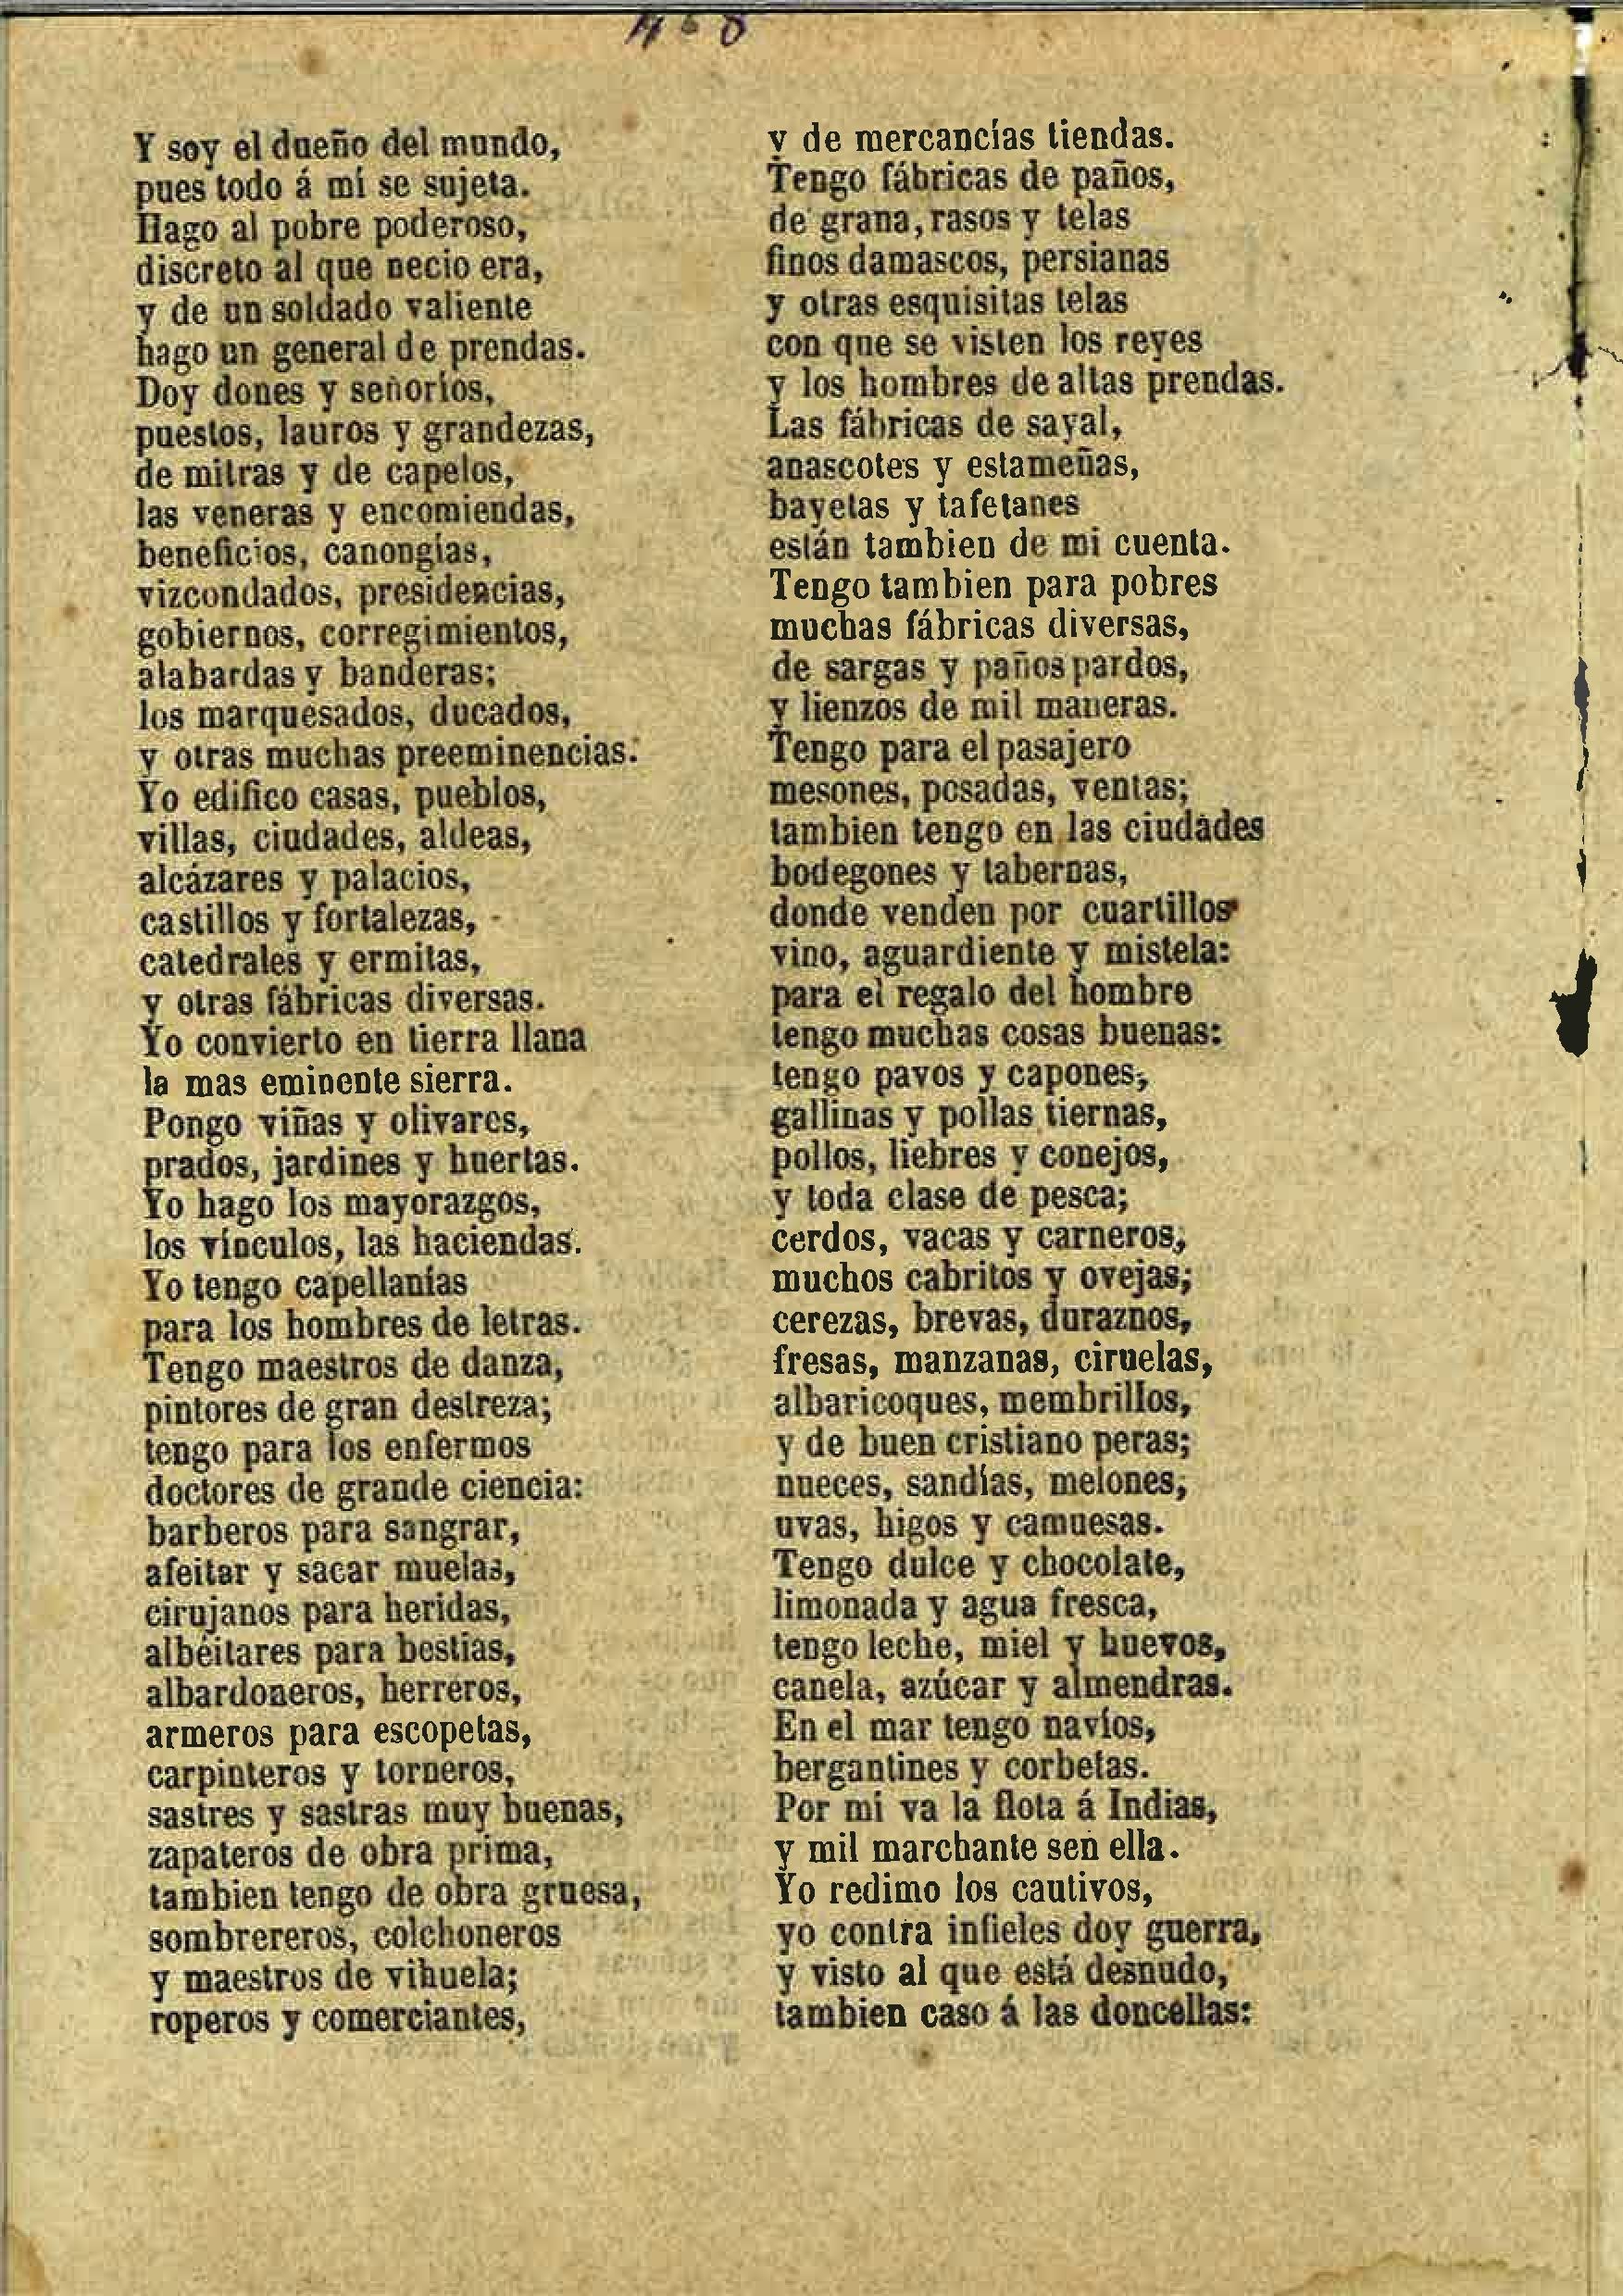 Y soy el dueño del mundo,
pues todo á mí se sujeta.
Hago al pobre poderoso,
discreto al que necio era,
y de un soldado valiente
hago un general de prendas.
Doy dones y señoríos,
puestos, lauros y grandezas,
de mitras y de capelos,
las veneras y encomiendas,
beneficios, canongías,
vizcondados, presidencias,
gobiernos, corregimientos,
alabardas y banderas;
los marquesados, ducados,
y otras muchas preeminencias.
Yo edifico casas, pueblos,
villas, ciudades, aldeas,
alcázares y palacios,
castillos y fortalezas,
catedrales y ermitas,
y otras fábricas diversas.
Yo convierto en tierra llana
la mas eminente sierra.
Pongo viñas y olivares,
prados, jardines y huertas.
Yo hago los mayorazgos,
los vínculos, las haciendas.
Yo tengo capellanías
para los hombres de letras.
Tengo maestros de danza,
pintores de gran destreza;
tengo para los enfermos
doctores de grande ciencia:
barberos para sangrar,
afeitar y sacar muelas,
cirujanos para heridas,
albéitares para bestias,
albardoneros, herreros,
armeros para escopetas,
carpinteros y torneros,
sastres y sastras muy buenas,
zapateros de obra prima,
tambien tengo de obra gruesa,
sombrereros, colchoneros
y maestros de vihuela;
roperos y comerciantes,
y de mercancías tiendas.
Tengo fábricas de paños,
de grana, rasos y telas
finos damascos, persianas
y otras esquisitas telas
con que se visten los reyes
y los hombres de altas prendas.
Las fábricas de sayal,
anascotes y estameñas,
bayetas y tafetanes
están tambien de mi cuenta.
Tengo tambien para pobres
muchas fábricas diversas,
de sargas y paños pardos,
y lienzos de mil maneras.
Tengo para el pasajero
mesones, posadas, ventas;
tambien tengo en las ciudades
bodegones y tabernas,
donde venden por cuartillos
vino, aguardiente y mistela:
para el regalo del hombre
tengo muchas cosas buenas:
tengo pavos y capones,
gallinas y pollas tiernas,
pollos, liebres y conejos,
y toda clase de pesca;
cerdos, vacas y carneros,
muchos cabritos y ovejas;
cerezas, brevas, duraznos,
fresas, manzanas, ciruelas,
albaricoques, membrillos,
y de buen cristiano peras;
nueces, sandías, melones,
uvas, higos y camuesas.
Tengo dulce y chocolate,
limonada y agua fresca,
tengo leche, miel y huevos,
canela, azúcar y almendras.
En el mar tengo navíos,
bergantines y corbetas.
Por mi va la flota á Indias,
y mil marchante sen ella.
Yo redimo los cautivos,
yo contra infieles doy guerra,
y visto al que está desnudo,
tambien caso á las doncellas: